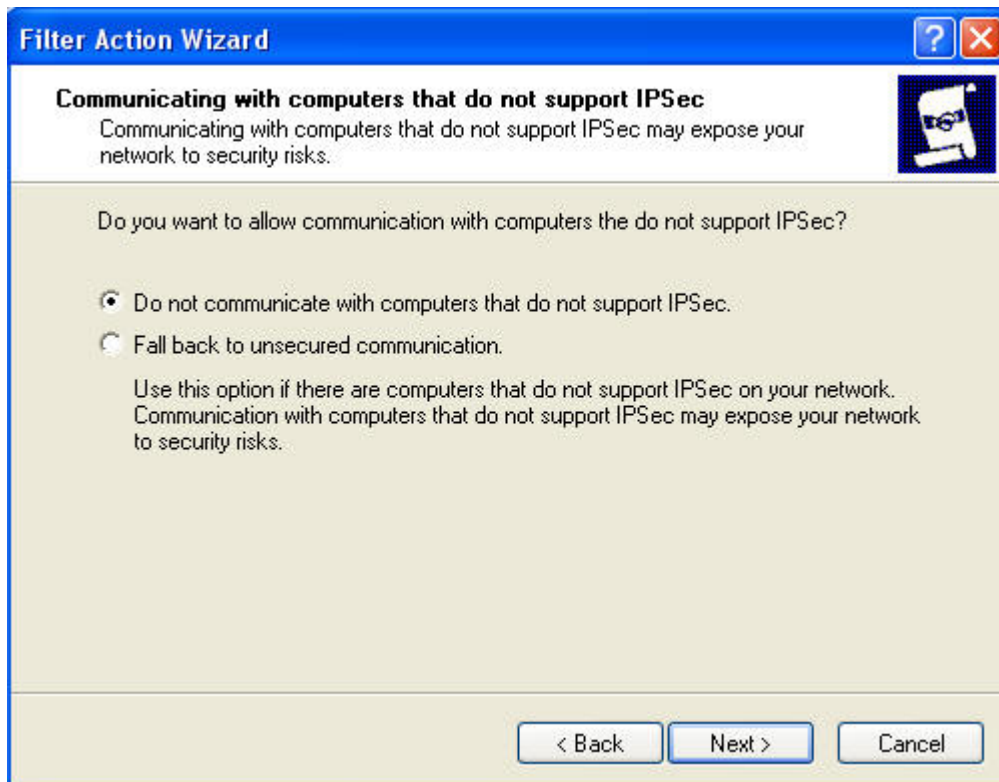 Filter Action Wizard
?
Communicating with computers that do not support IPSec
Communicating with computers that do not support IPSec may expose your
network to security risks.
Do you want to allow communication with computers the do not support IPSec?
Do not communicate with computers that do not support IPSec.
Fall back to unsecured communication.
Use this option if there are computers that do not support IPSec on your network.
Communication with computers that do not support IPSec may expose your network
to security risks.
< Back Next > Cancel